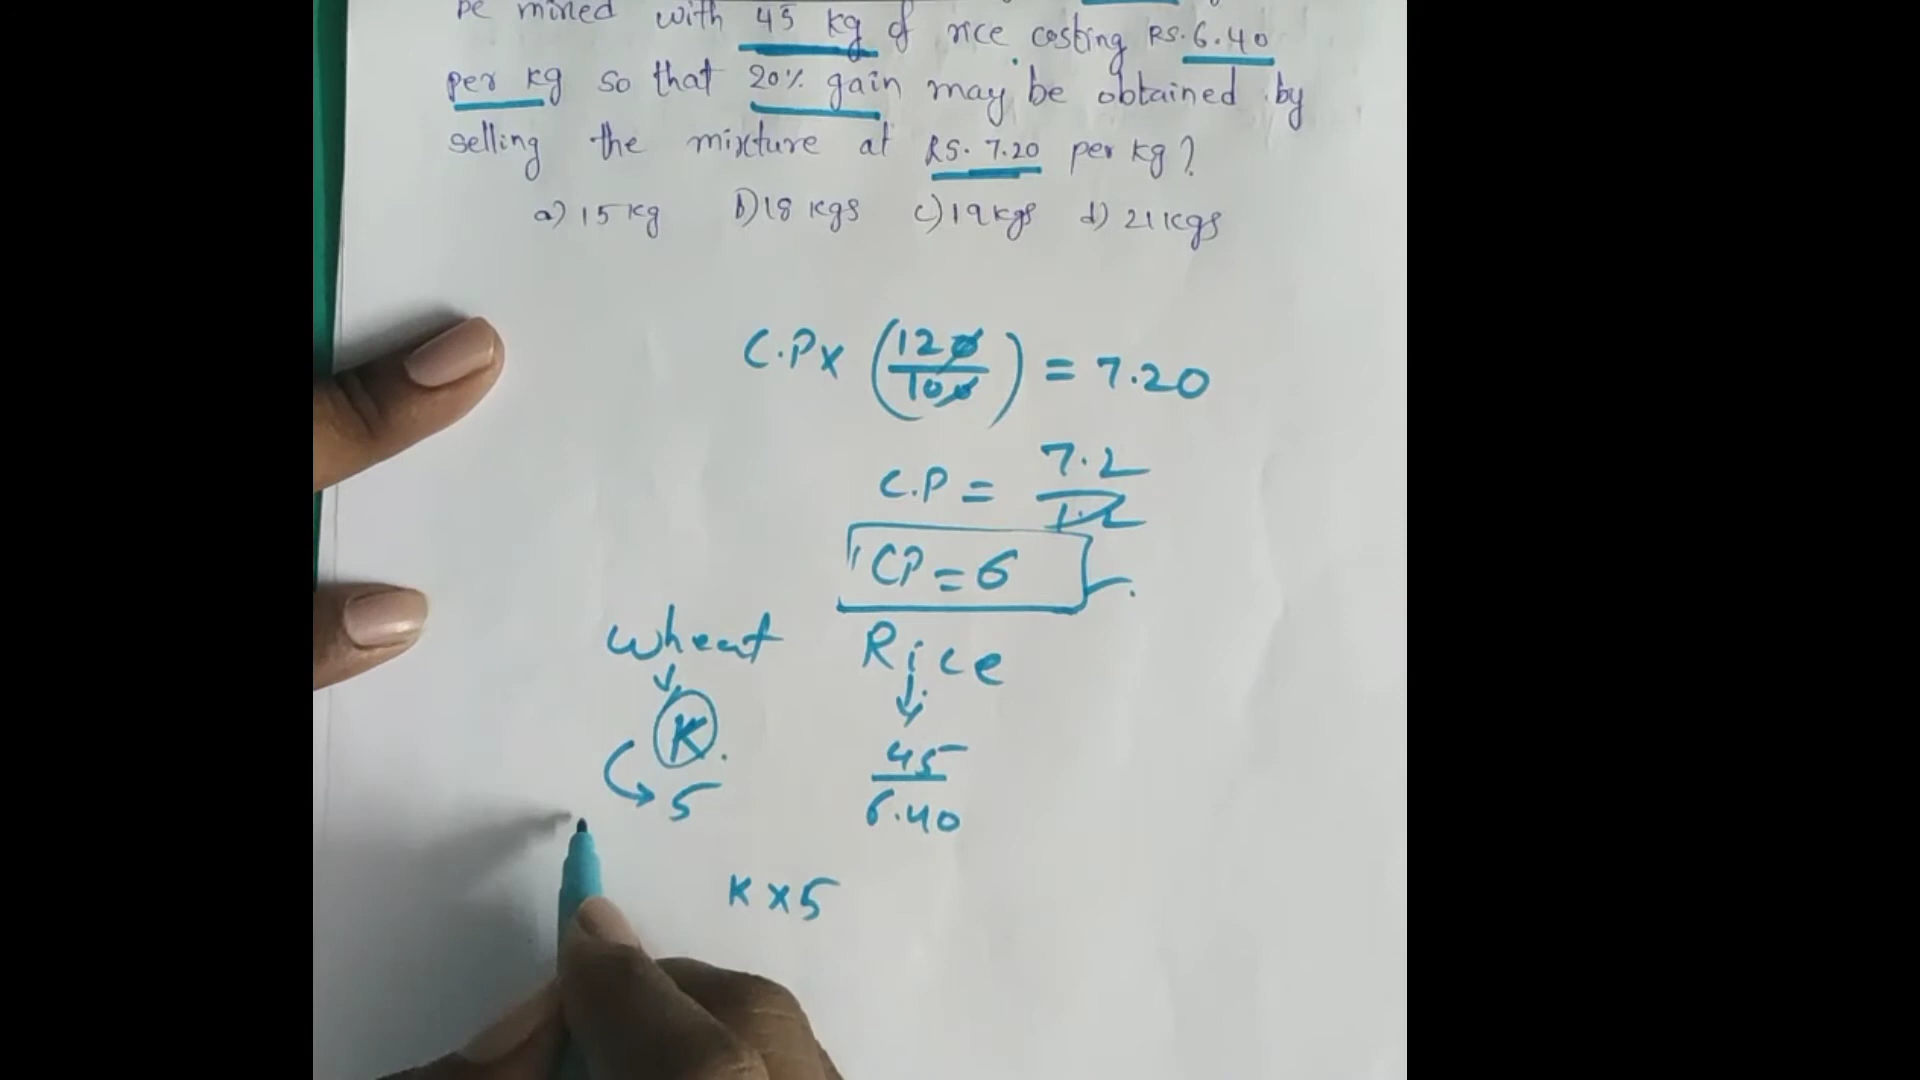 be mixed with 45 kg of rice costing RS. 6.40
per kg so that 20% gain may be obtained by
selling the mixture at RS. 7.20 per kg?
a) 15 kg b) 18 kgs c) 19 kgs d) 21 kgs
C.P x (120/100) = 7.20
C.P = 7.2/1.2
CP = 6
Wheat Rice
K 45
5 6.40
K x 5